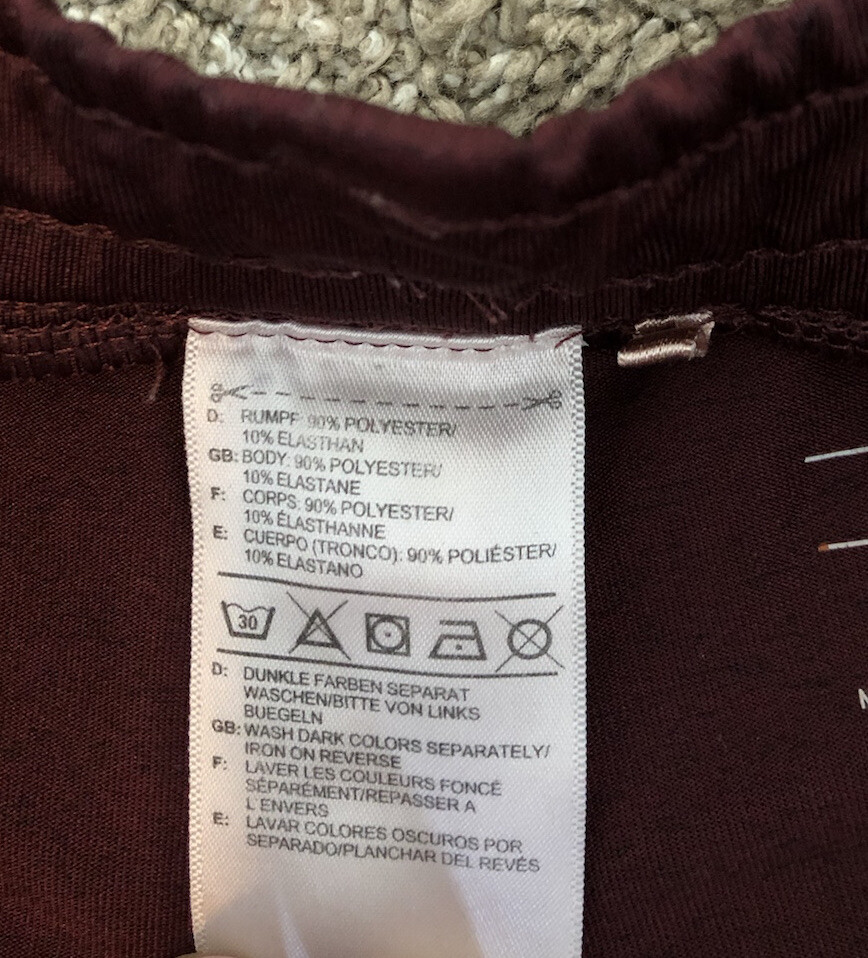 D: RUMPF: 90% POLYESTER/
10% ELASTHAN
GB: BODY: 90% POLYESTER/
10% ELASTANE
F: CORPS: 90% POLYESTER/
10% ÉLASTHANNE
E: CUERPO (TRONCO): 90% POLIÉSTER/
10% ELASTANO
30
D: DUNKLE FARBEN SEPARAT
WASCHEN/BITTE VON LINKS
BUEGELN
GB: WASH DARK COLORS SEPARATELY/
IRON ON REVERSE
F: LAVER LES COULEURS FONCÉ
SÉPARÉMENT/REPASSER A
L'ENVERS
E: LAVAR COLORES OSCUROS POR
SEPARADO/PLANCHAR DEL REVÉS